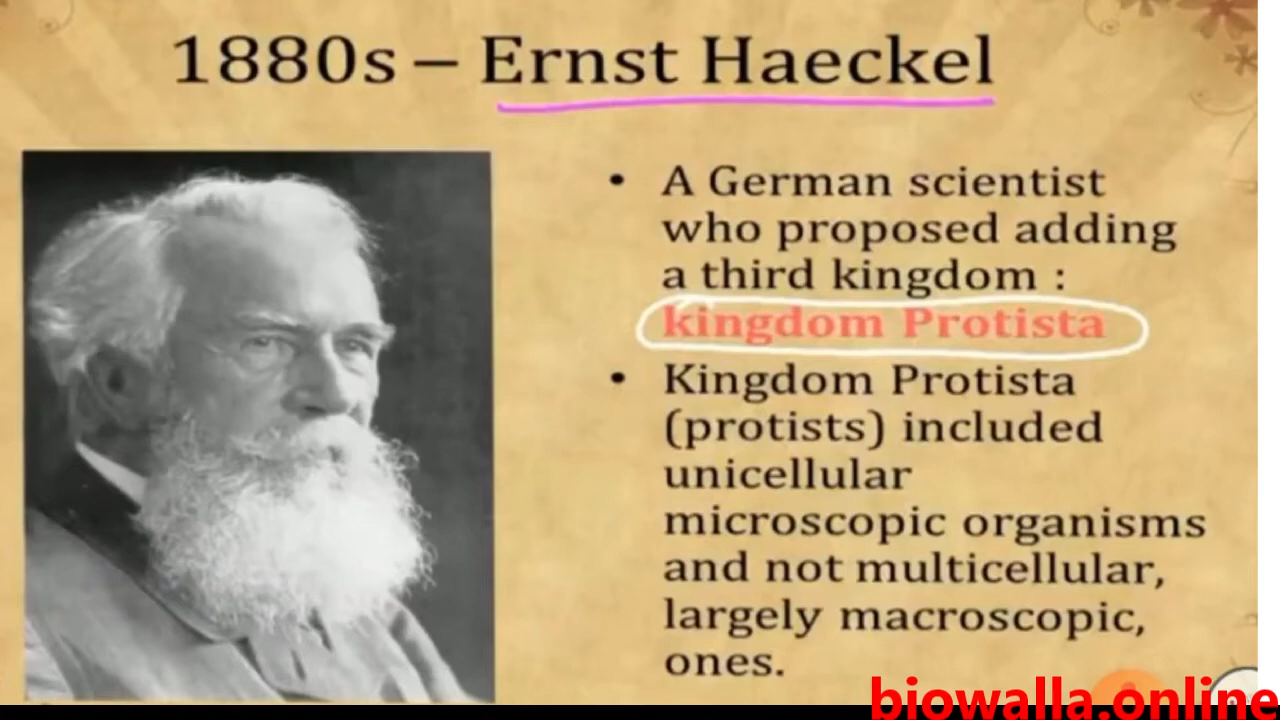 1880s – Ernst Haeckel
• A German scientist
who proposed adding
a third kingdom :
kingdom Protista
• Kingdom Protista
(protists) included
unicellular
microscopic organisms
and not multicellular,
largely macroscopic,
ones.
biowalla.online